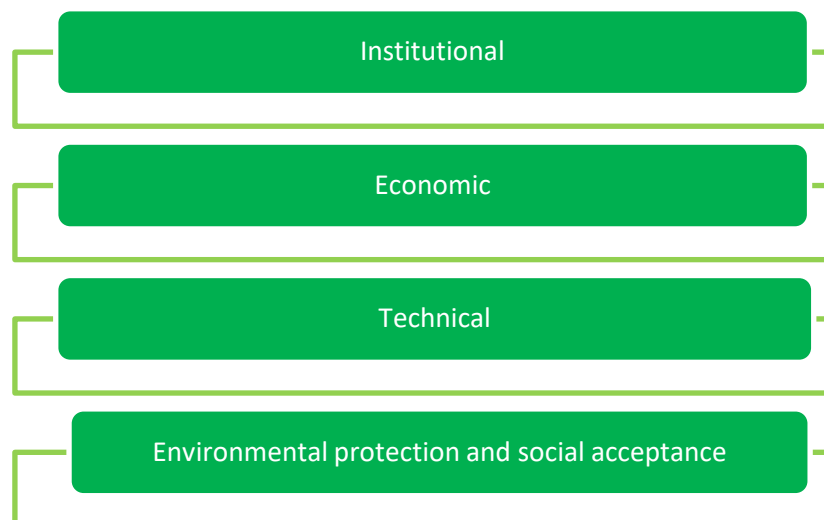 Institutional
Economic
Technical
Environmental protection and social acceptance